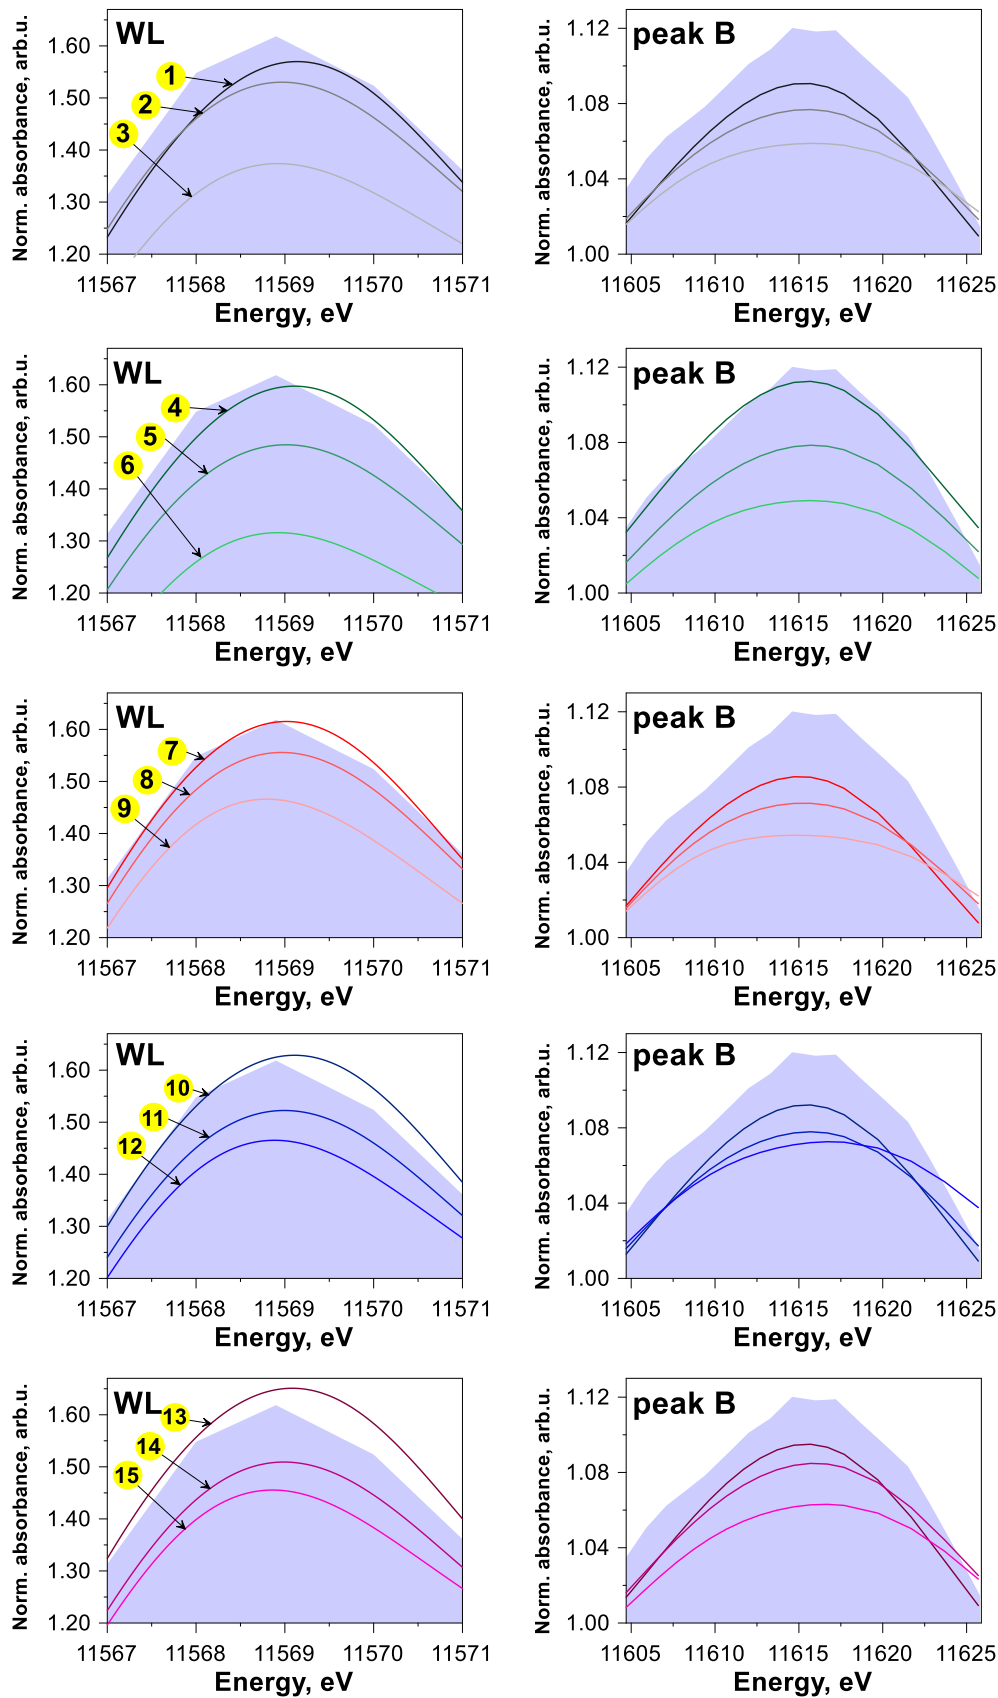 WL
Norm. absorbance, arb.u.
1.60
1.50
1.40
1.30
1.20
1
2
3
11567 11568 11569 11570 11571
Energy, eV
peak B
Norm. absorbance, arb.u.
1.12
1.08
1.04
1.00
11605 11610 11615 11620 11625
Energy, eV
WL
Norm. absorbance, arb.u.
1.60
1.50
1.40
1.30
1.20
4
5
6
11567 11568 11569 11570 11571
Energy, eV
peak B
Norm. absorbance, arb.u.
1.12
1.08
1.04
1.00
11605 11610 11615 11620 11625
Energy, eV
WL
Norm. absorbance, arb.u.
1.60
1.50
1.40
1.30
1.20
7
8
9
11567 11568 11569 11570 11571
Energy, eV
peak B
Norm. absorbance, arb.u.
1.12
1.08
1.04
1.00
11605 11610 11615 11620 11625
Energy, eV
WL
Norm. absorbance, arb.u.
1.60
1.50
1.40
1.30
1.20
10
11
12
11567 11568 11569 11570 11571
Energy, eV
peak B
Norm. absorbance, arb.u.
1.12
1.08
1.04
1.00
11605 11610 11615 11620 11625
Energy, eV
WL
Norm. absorbance, arb.u.
1.60
1.50
1.40
1.30
1.20
13
14
15
11567 11568 11569 11570 11571
Energy, eV
peak B
Norm. absorbance, arb.u.
1.12
1.08
1.04
1.00
11605 11610 11615 11620 11625
Energy, eV